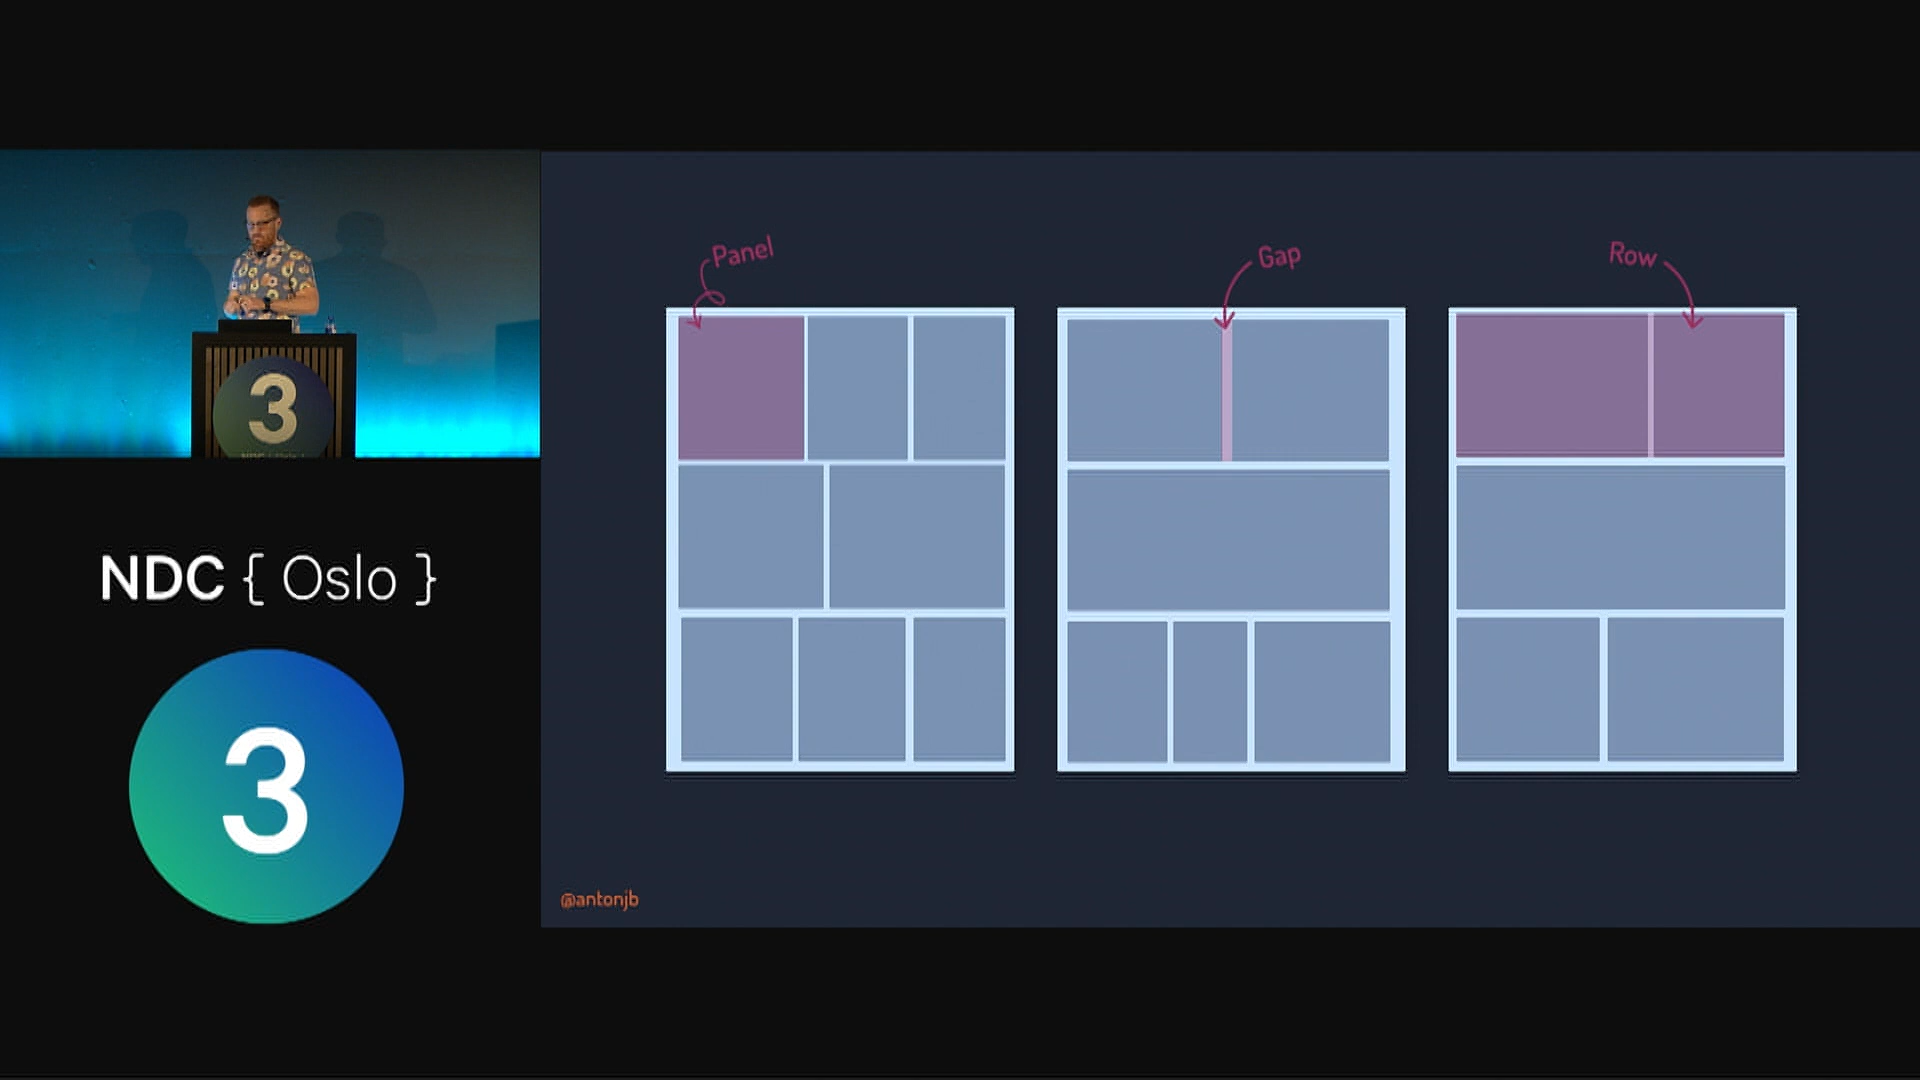 3
NDC { Oslo }
3
Panel
Gap
Row
@antonjb